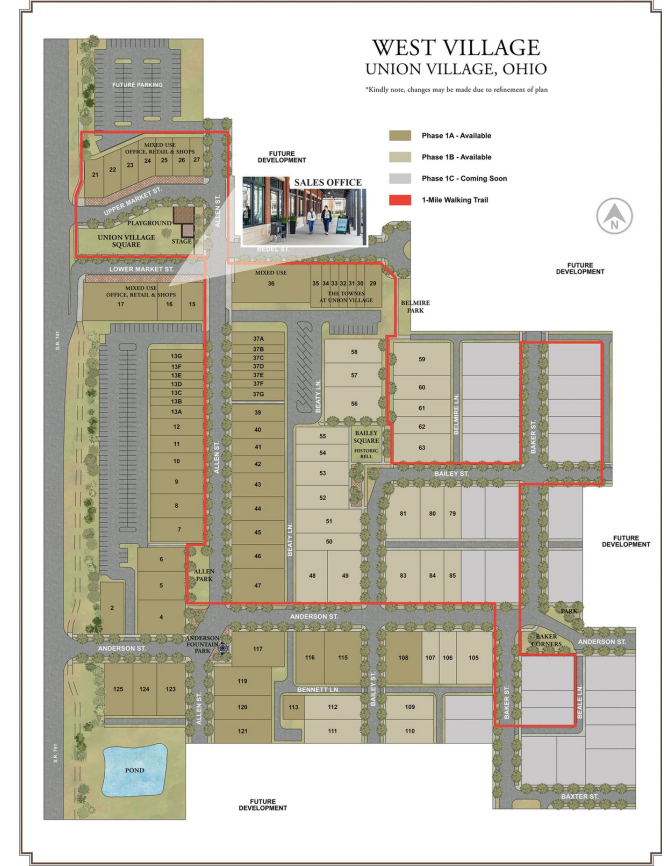 WEST VILLAGE
UNION VILLAGE, OHIO
*Kindly note, changes may be made due to refinement of plan
Phase 1A - Available
Phase 1B - Available
Phase 1C - Coming Soon
1-Mile Walking Trail
N
FUTURE PARKING
MIXED USE
OFFICE, RETAIL & SHOPS
21 22 23 24 25 26 27
FUTURE
DEVELOPMENT
SALES OFFICE
UPPER MARKET ST.
ALLEN ST.
PLAYGROUND
UNION VILLAGE
SQUARE
STAGE
BEDEL ST.
LOWER MARKET ST.
MIXED USE
OFFICE, RETAIL & SHOPS
17 16 15
MIXED USE
36
35 34 33 32 31 30 29
THE TOWNES
AT UNION VILLAGE
BELMIRE
PARK
FUTURE
DEVELOPMENT
S.R. 741
13G
13F
13E
13D
13C
13B
13A
12
11
10
9
8
7
ALLEN ST.
37A
37B
37C
37D
37E
37F
37G
39
40
41
42
43
44
45
46
47
BEATY LN.
58
57
56
BAILEY
SQUARE
HISTORIC
BELL
55
54
53
52
51
50
48 49
BEATY LN.
59
60
61
62
63
BELMIRE LN.
BAKER ST.
BAILEY ST.
81 80 79
83 84 85
FUTURE
DEVELOPMENT
6
5
4
2
ALLEN
PARK
ANDERSON ST.
PARK
BAKER
CORNERS
ANDERSON ST.
ANDERSON ST.
ANDERSON
FOUNTAIN
PARK
117
116 115
108 107 106 105
125 124 123
119
120
121
ALLEN ST.
BENNETT LN.
113 112
111
BAILEY ST.
109
110
BAKER ST.
BEALE LN.
S.R. 741
POND
FUTURE
DEVELOPMENT
BAXTER ST.